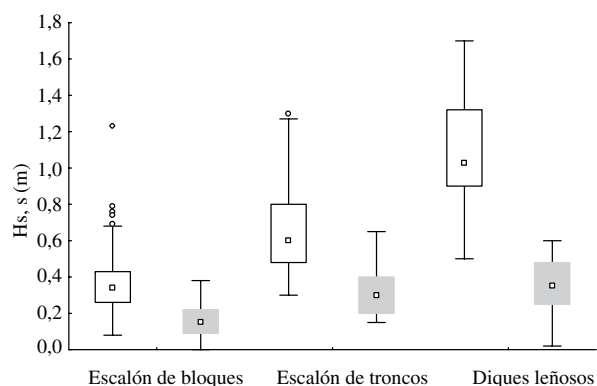 1,8
1,6
1,4
1,2
1,0
0,8
0,6
0,4
0,2
0,0
Hs, s (m)
Escalón de bloques
Escalón de troncos
Diques leñosos